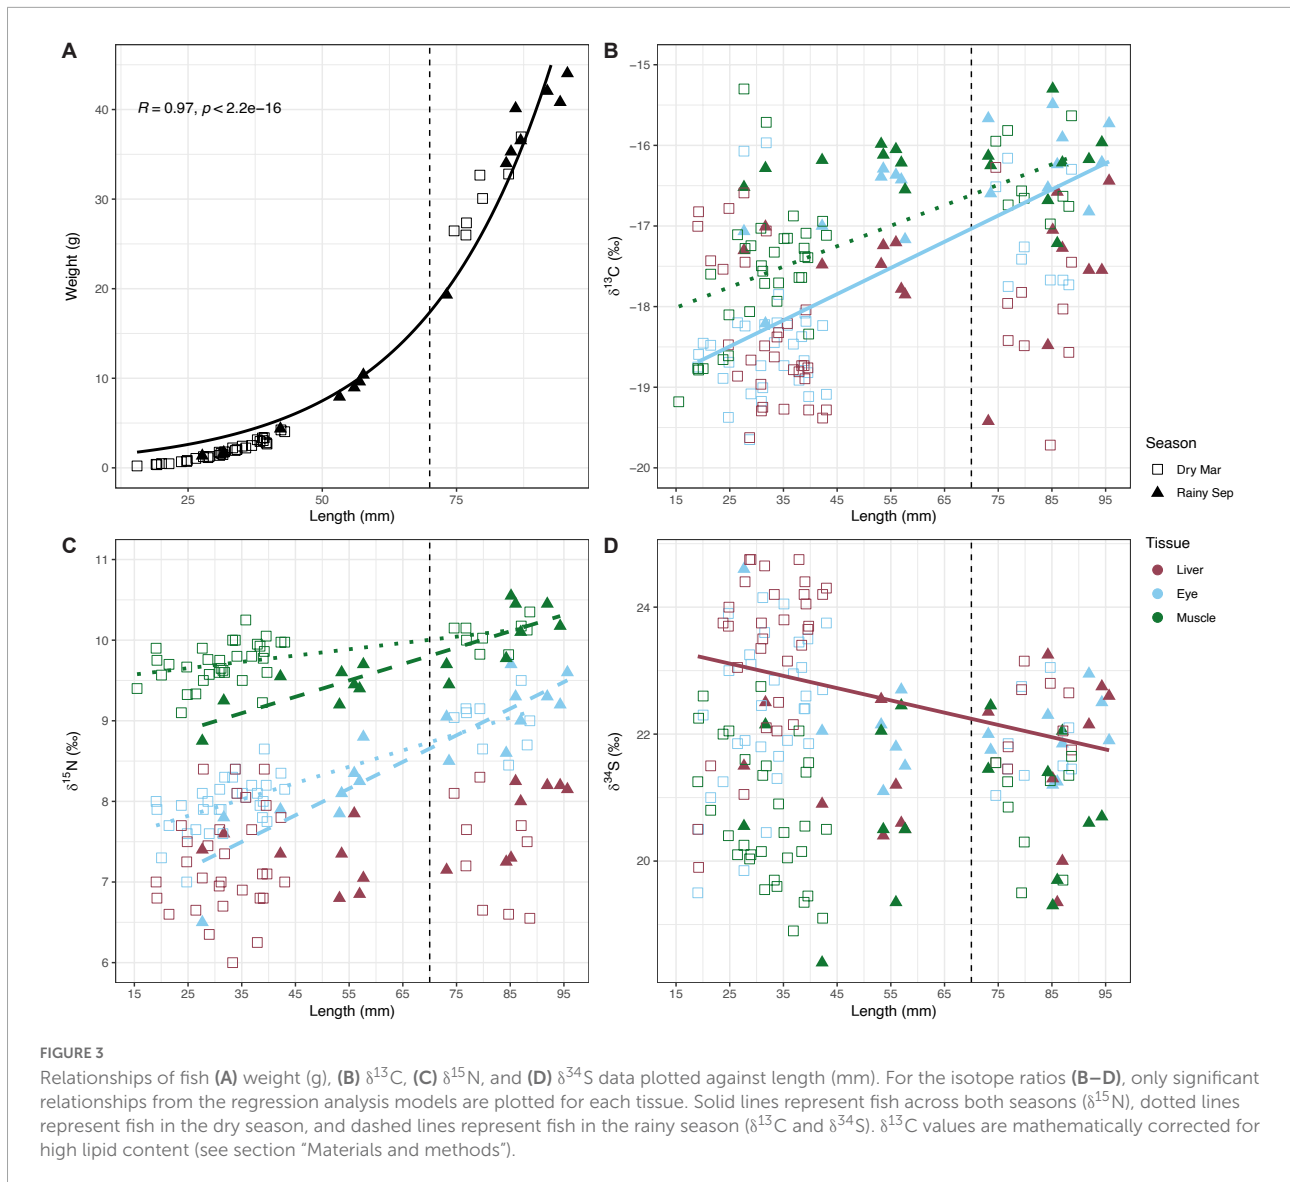 A
R = 0.97, p < 2.2e−16
40
30
20
10
0
Weight (g)
25
50
75
Length (mm)
B
−15
−16
−17
−18
−19
−20
δ13C (‰)
15
25
35
45
55
65
75
85
95
Length (mm)
Season
Dry Mar
Rainy Sep
Tissue
Liver
Eye
Muscle
C
11
10
9
8
7
6
δ15N (‰)
15
25
35
45
55
65
75
85
95
Length (mm)
D
24
22
20
δ34S (‰)
15
25
35
45
55
65
75
85
95
Length (mm)
FIGURE 3
Relationships of fish (A) weight (g), (B) δ13C, (C) δ15N, and (D) δ34S data plotted against length (mm). For the isotope ratios (B–D), only significant
relationships from the regression analysis models are plotted for each tissue. Solid lines represent fish across both seasons (δ15N), dotted lines
represent fish in the dry season, and dashed lines represent fish in the rainy season (δ13C and δ34S). δ13C values are mathematically corrected for
high lipid content (see section “Materials and methods”).